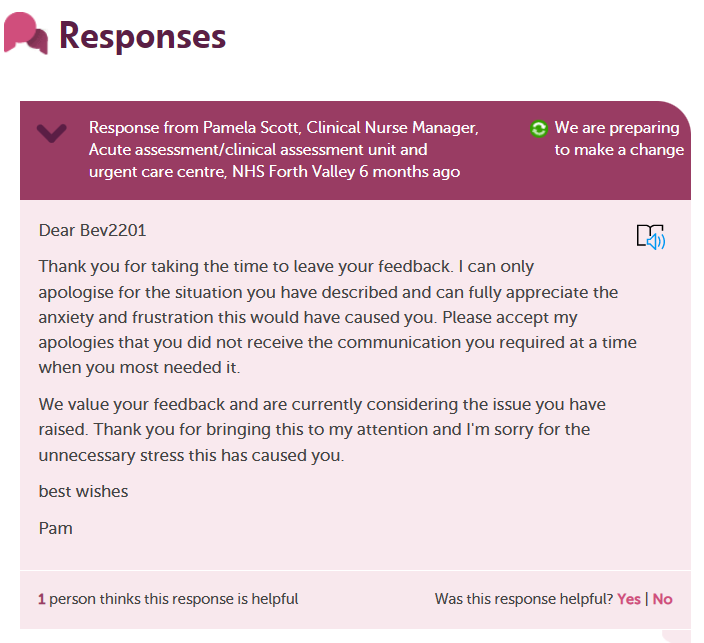 Responses
Response from Pamela Scott, Clinical Nurse Manager,
Acute assessment/clinical assessment unit and
urgent care centre, NHS Forth Valley 6 months ago
We are preparing
to make a change
Dear Bev2201
Thank you for taking the time to leave your feedback. I can only
apologise for the situation you have described and can fully appreciate the
anxiety and frustration this would have caused you. Please accept my
apologies that you did not receive the communication you required at a time
when you most needed it.
We value your feedback and are currently considering the issue you have
raised. Thank you for bringing this to my attention and I'm sorry for the
unnecessary stress this has caused you.
best wishes
Pam
1 person thinks this response is helpful
Was this response helpful? Yes | No